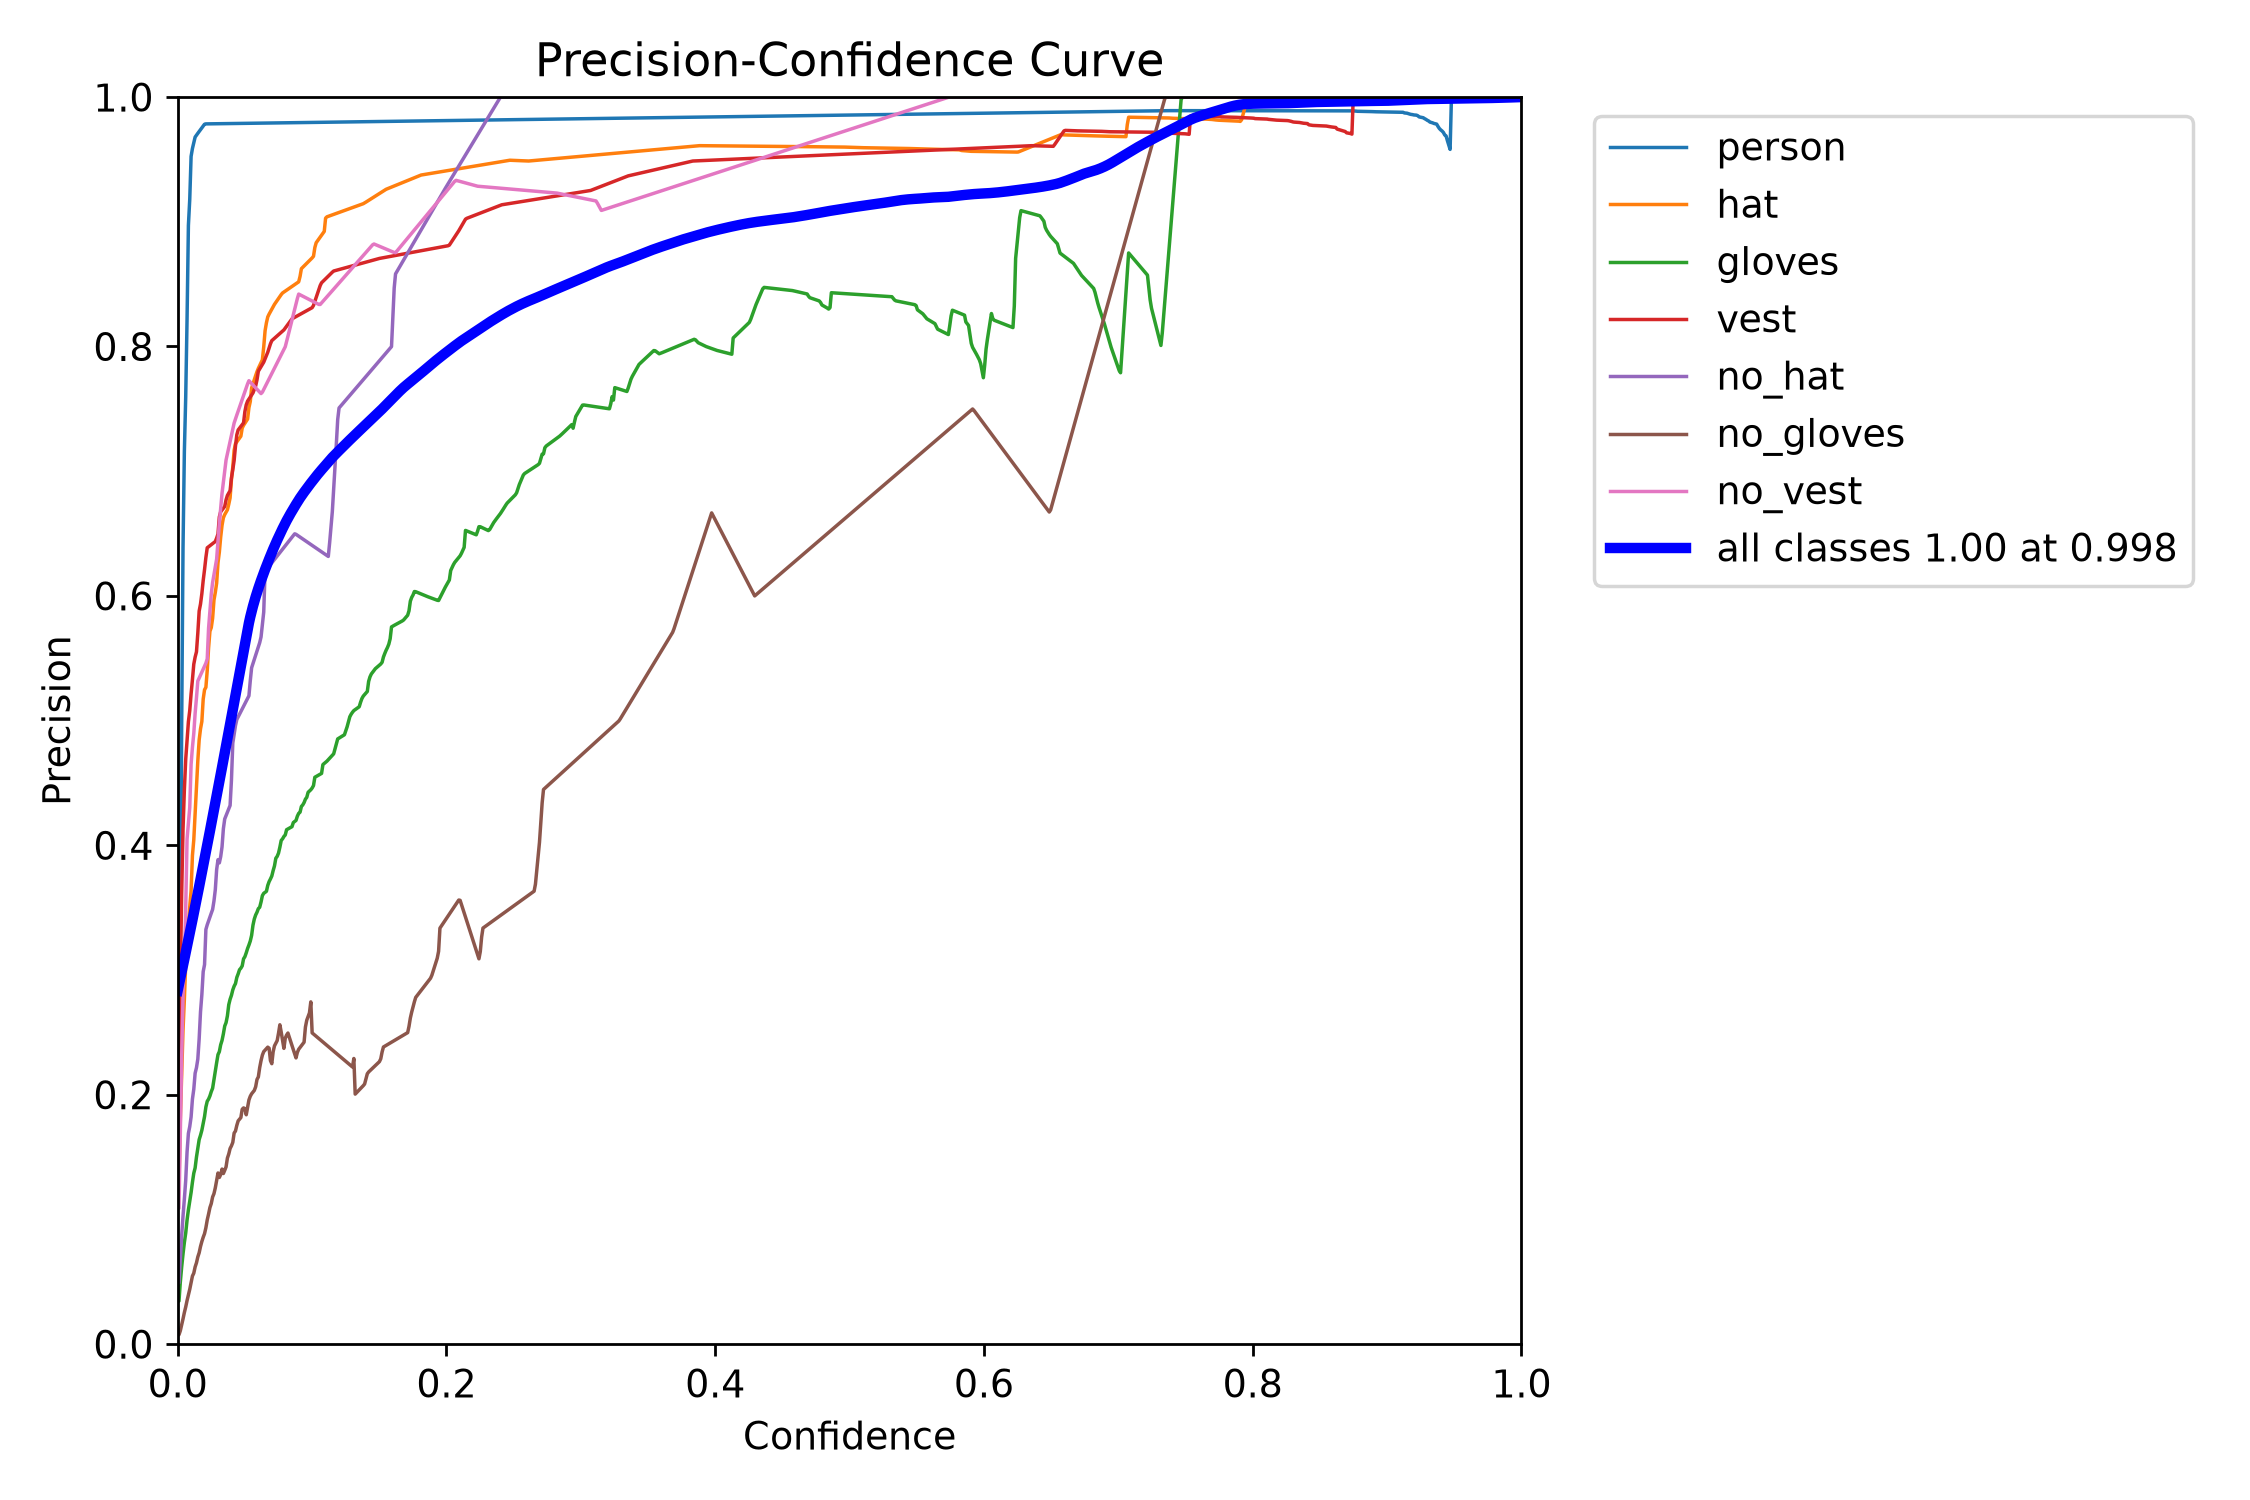 Precision-Confidence Curve
1.0
0.8
0.6
0.4
0.2
0.0
Precision
0.0 0.2 0.4 0.6 0.8 1.0
Confidence
person
hat
gloves
vest
no_hat
no_gloves
no_vest
all classes 1.00 at 0.998